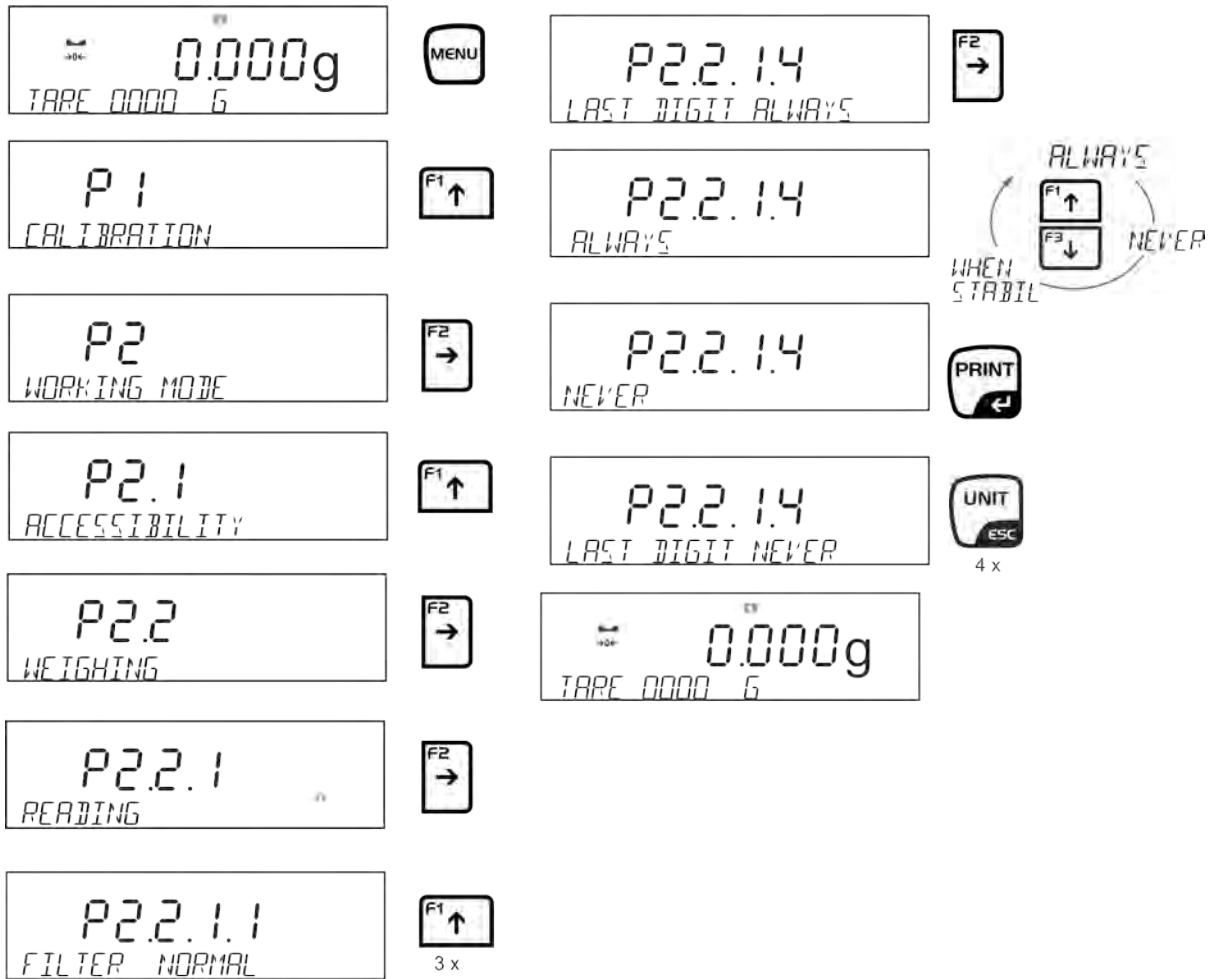 0.000g
TARE 0000 G
MENU
P1
CALIBRATION
F1 ↑
P2
WORKING MODE
F2 →
P2.1
ACCESSIBILITY
F1 ↑
P2.2
WEIGHING
F2 →
P2.2.1
READING
F2 →
P2.2.1.1
FILTER NORMAL
F1 ↑
3 x
P2.2.1.4
LAST DIGIT ALWAYS
F2 →
P2.2.1.4
ALWAYS
ALWAYS
F1 ↑
F3 ↓
NEVER
WHEN
STABIL
P2.2.1.4
NEVER
PRINT
P2.2.1.4
LAST DIGIT NEVER
UNIT
ESC
4 x
0.000g
TARE 0000 G